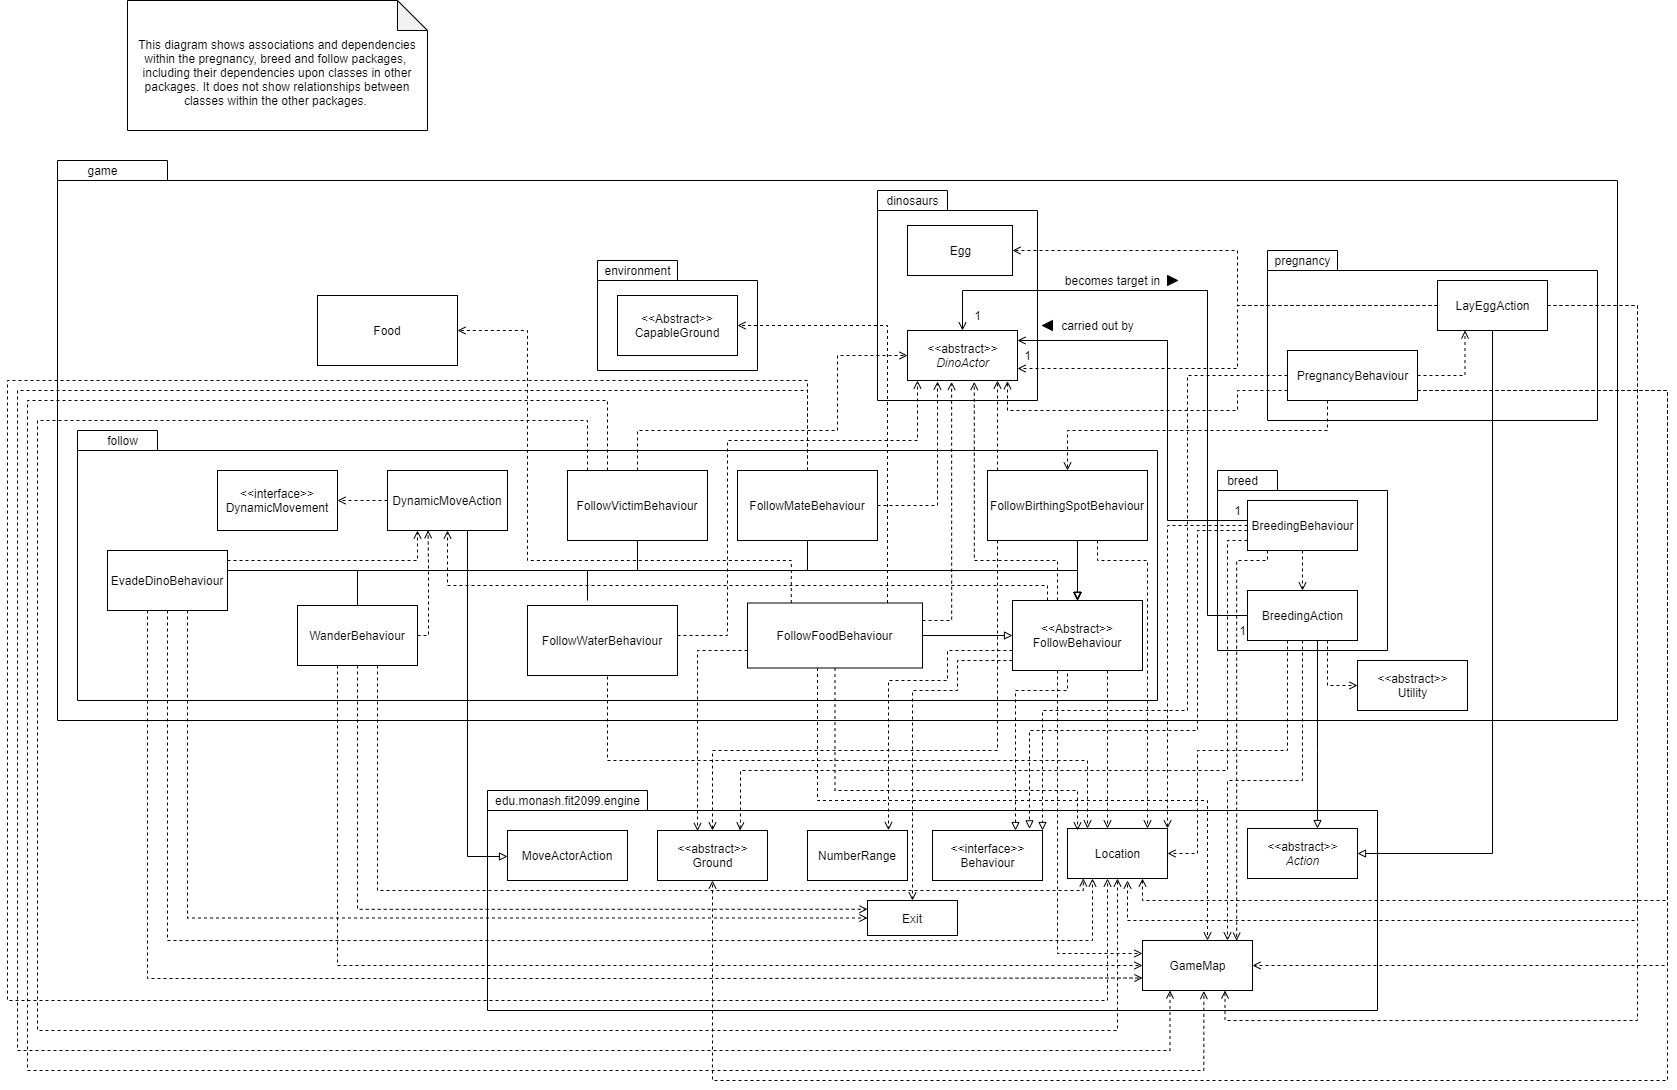 This diagram shows associations and dependencies
within the pregnancy, breed and follow packages,
including their dependencies upon classes in other
packages. It does not show relationships between
classes within the other packages.
game
dinosaurs
Egg
environment
pregnancy
becomes target in
LayEggAction
<<Abstract>>
CapableGround
Food
1
carried out by
<<abstract>>
DinoActor
1
PregnancyBehaviour
follow
breed
<<interface>>
DynamicMovement
DynamicMoveAction
FollowVictimBehaviour
FollowMateBehaviour
FollowBirthingSpotBehaviour
1
BreedingBehaviour
EvadeDinoBehaviour
WanderBehaviour
FollowWaterBehaviour
FollowFoodBehaviour
<<Abstract>>
FollowBehaviour
BreedingAction
1
<<abstract>>
Utility
edu.monash.fit2099.engine
MoveActorAction
<<abstract>>
Ground
NumberRange
<<interface>>
Behaviour
Location
<<abstract>>
Action
Exit
GameMap